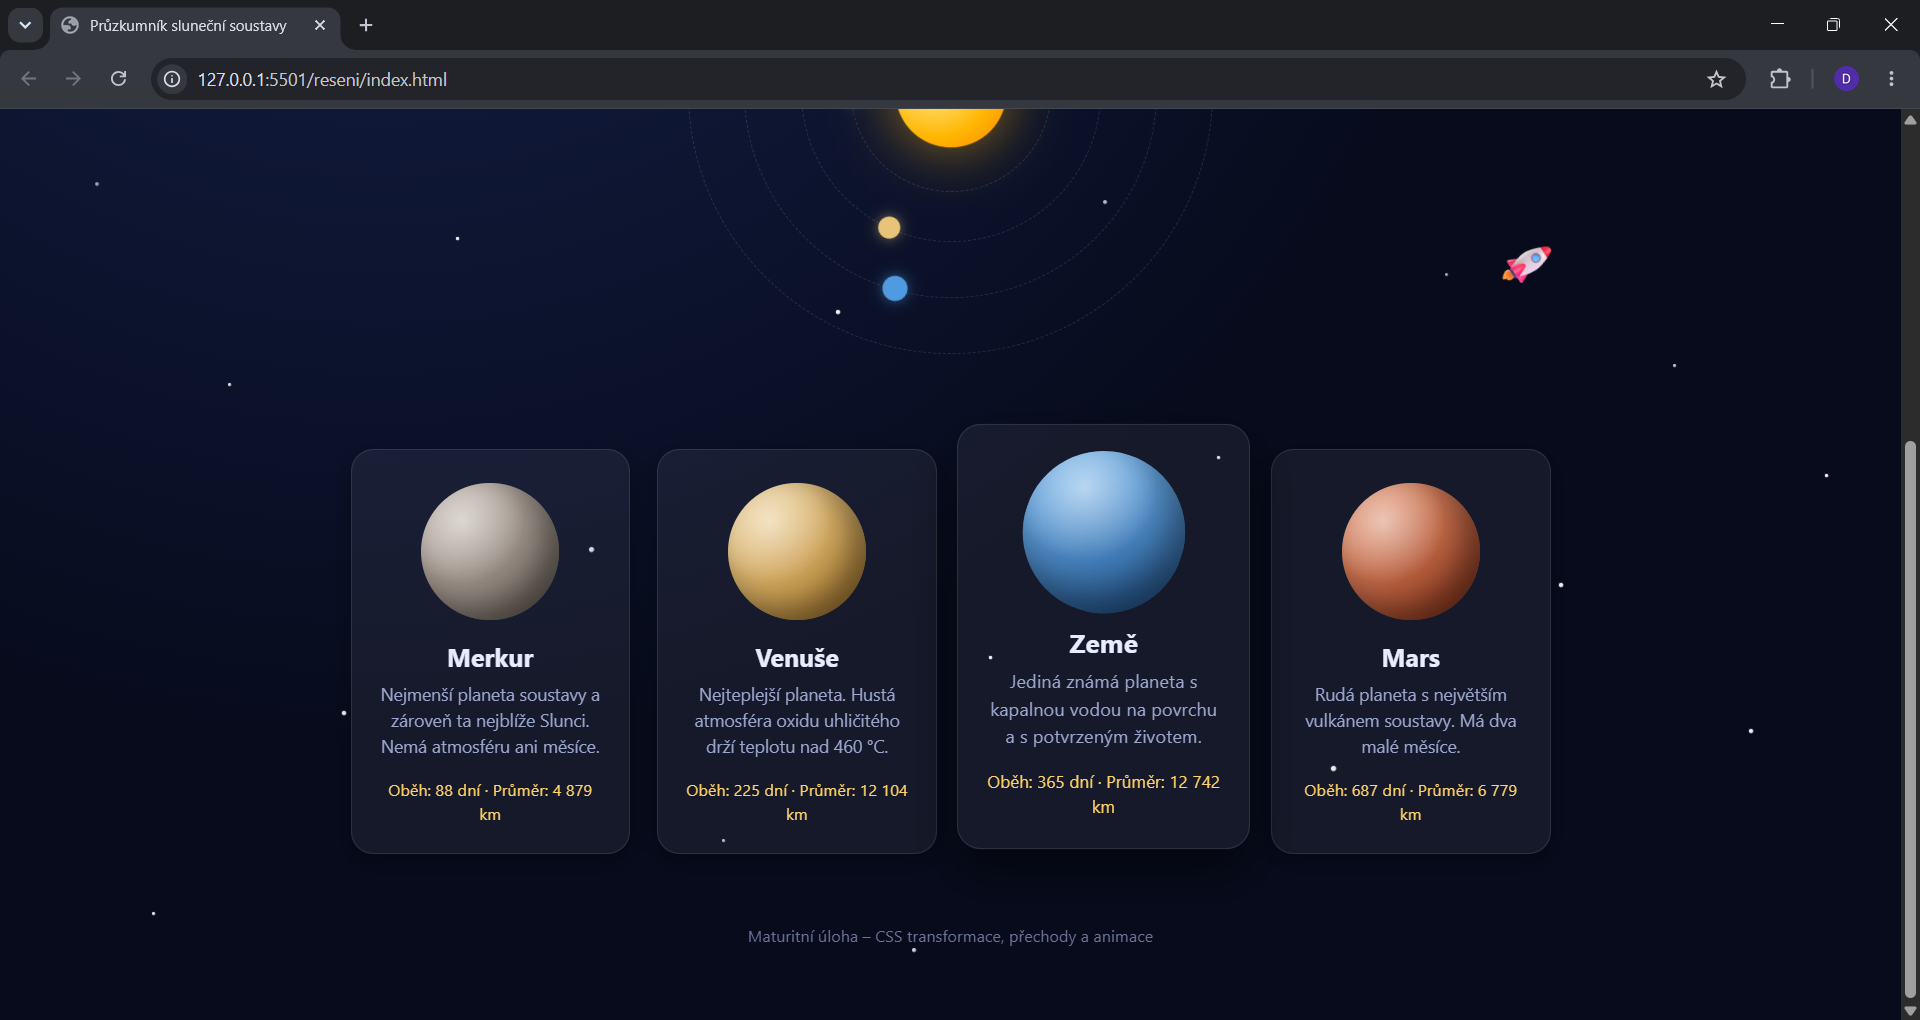 Průzkumník sluneční soustavy
127.0.0.1:5501/reseni/index.html
D
Merkur
Nejmenší planeta soustavy a
zároveň ta nejblíže Slunci.
Nemá atmosféru ani měsíce.
Oběh: 88 dní · Průměr: 4 879
km
Venuše
Nejteplejší planeta. Hustá
atmosféra oxidu uhličitého
drží teplotu nad 460 °C.
Oběh: 225 dní · Průměr: 12 104
km
Země
Jediná známá planeta s
kapalnou vodou na povrchu
a s potvrzeným životem.
Oběh: 365 dní · Průměr: 12 742
km
Mars
Rudá planeta s největším
vulkánem soustavy. Má dva
malé měsíce.
Oběh: 687 dní · Průměr: 6 779
km
Maturitní úloha – CSS transformace, přechody a animace